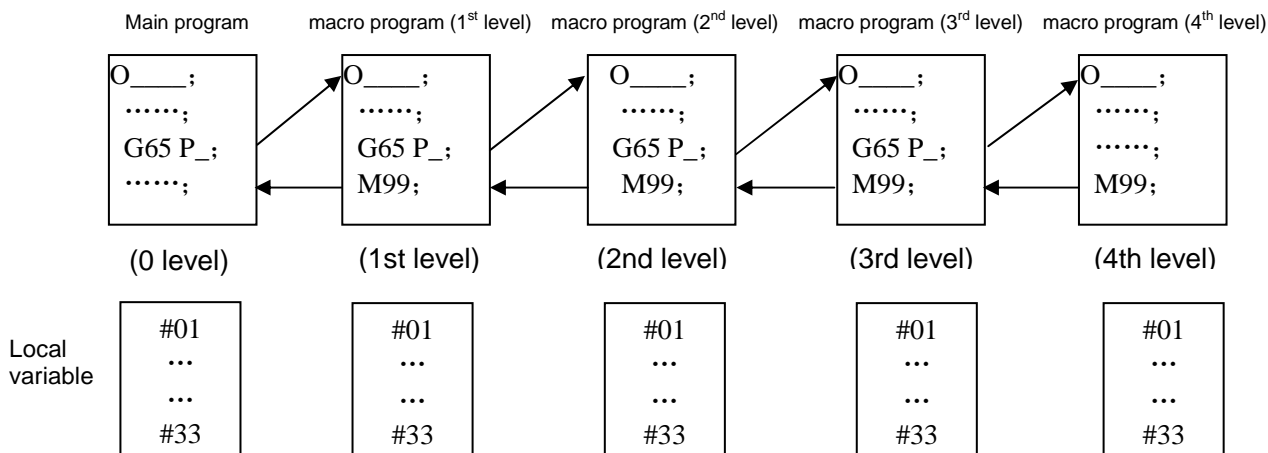 Main program macro program (1st level) macro program (2nd level) macro program (3rd level) macro program (4th level)
O____; O____; O____; O____; O____;
……; ……; ……; ……; ……;
G65 P_; G65 P_; G65 P_; G65 P_; ……;
……; M99; M99; M99; M99;
(0 level) (1st level) (2nd level) (3rd level) (4th level)
Local variable
#01 #01 #01 #01 #01
… … … … …
… … … … …
#33 #33 #33 #33 #33